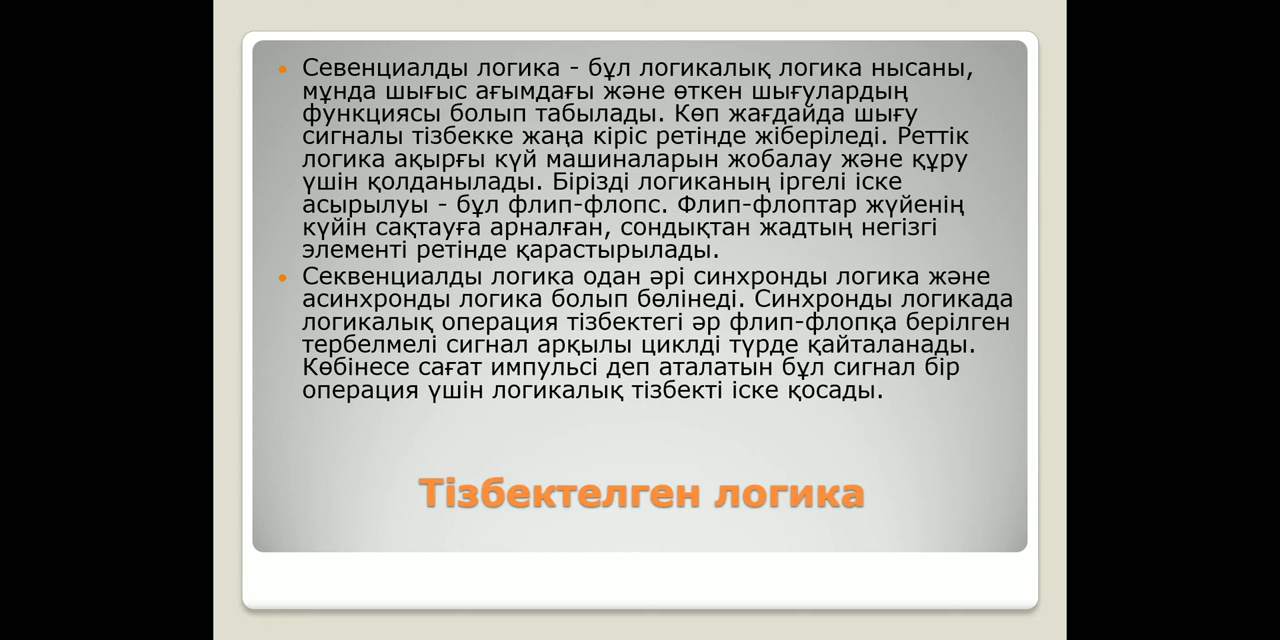 Севенциалды логика - бұл логикалық логика нысаны,
мұнда шығыс ағымдағы және өткен шығулардың
функциясы болып табылады. Көп жағдайда шығу
сигналы тізбекке жаңа кіріс ретінде жіберіледі. Реттік
логика ақырғы күй машиналарын жобалау және құру
үшін қолданылады. Бірізді логиканың іргелі іске
асырылуы - бұл флип-флопс. Флип-флоптар жүйенің
күйін сақтауға арналған, сондықтан жадтың негізгі
элементі ретінде қарастырылады.
Секвенциалды логика одан әрі синхронды логика және
асинхронды логика болып бөлінеді. Синхронды логикада
логикалық операция тізбектегі әр флип-флопқа берілген
тербелмелі сигнал арқылы циклді түрде қайталанады.
Көбінесе сағат импульсі деп аталатын бұл сигнал бір
операция үшін логикалық тізбекті іске қосады.
Тізбектелген логика